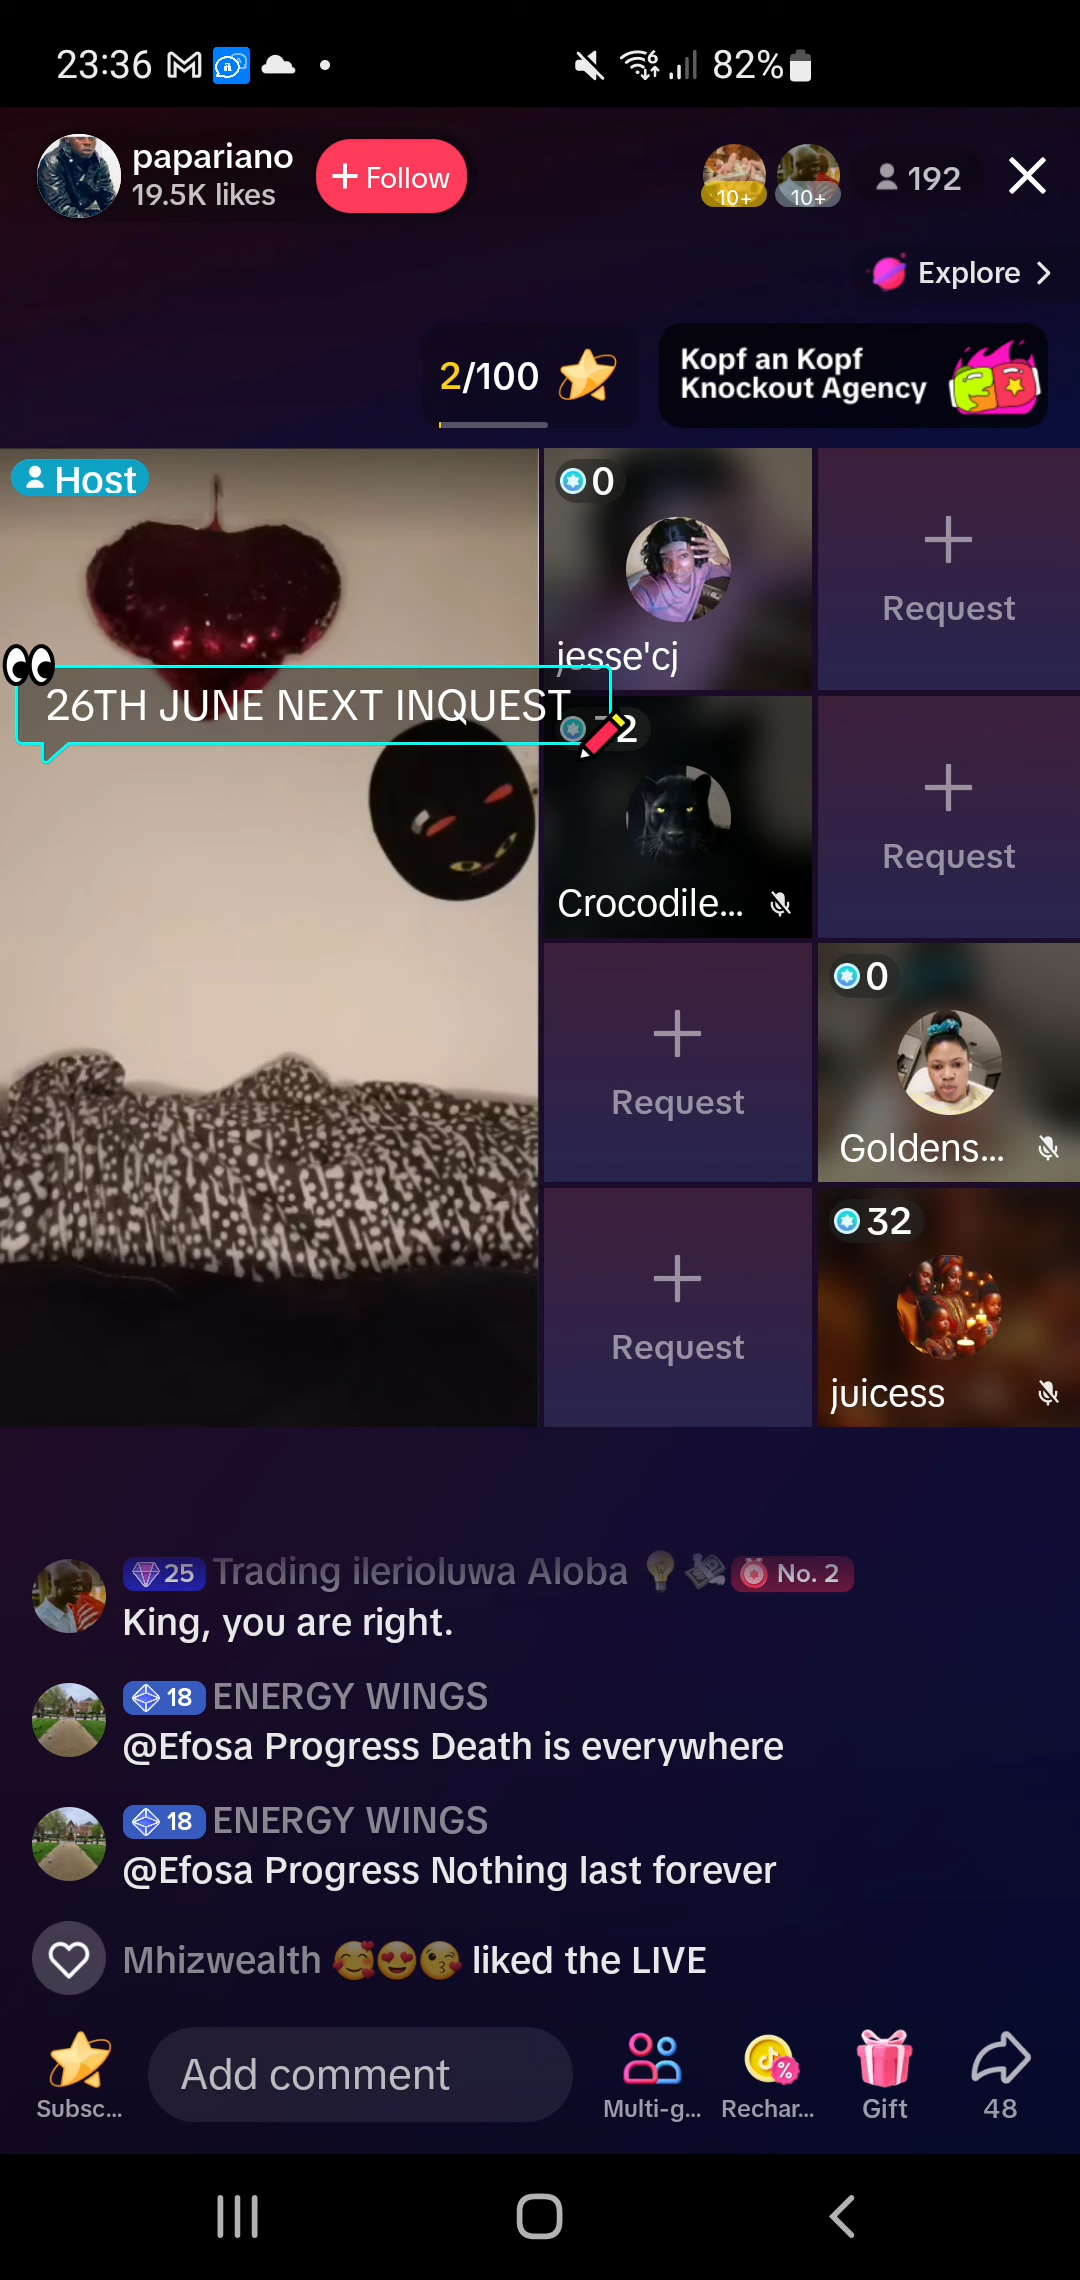 23:36
82%
papariano
19.5K likes
+ Follow
10+
10+
192
Explore
2/100
Kopf an Kopf
Knockout Agency
Host
0
jesse'cj
Request
26TH JUNE NEXT INQUEST
2
Crocodile...
Request
Request
0
Goldens...
Request
32
juicess
25 Trading ilerioluwa Aloba No. 2
King, you are right.
18 ENERGY WINGS
@Efosa Progress Death is everywhere
18 ENERGY WINGS
@Efosa Progress Nothing last forever
Mhizwealth 🥰😍😘 liked the LIVE
Add comment
Subsc...
Multi-g...
Rechar...
Gift
48